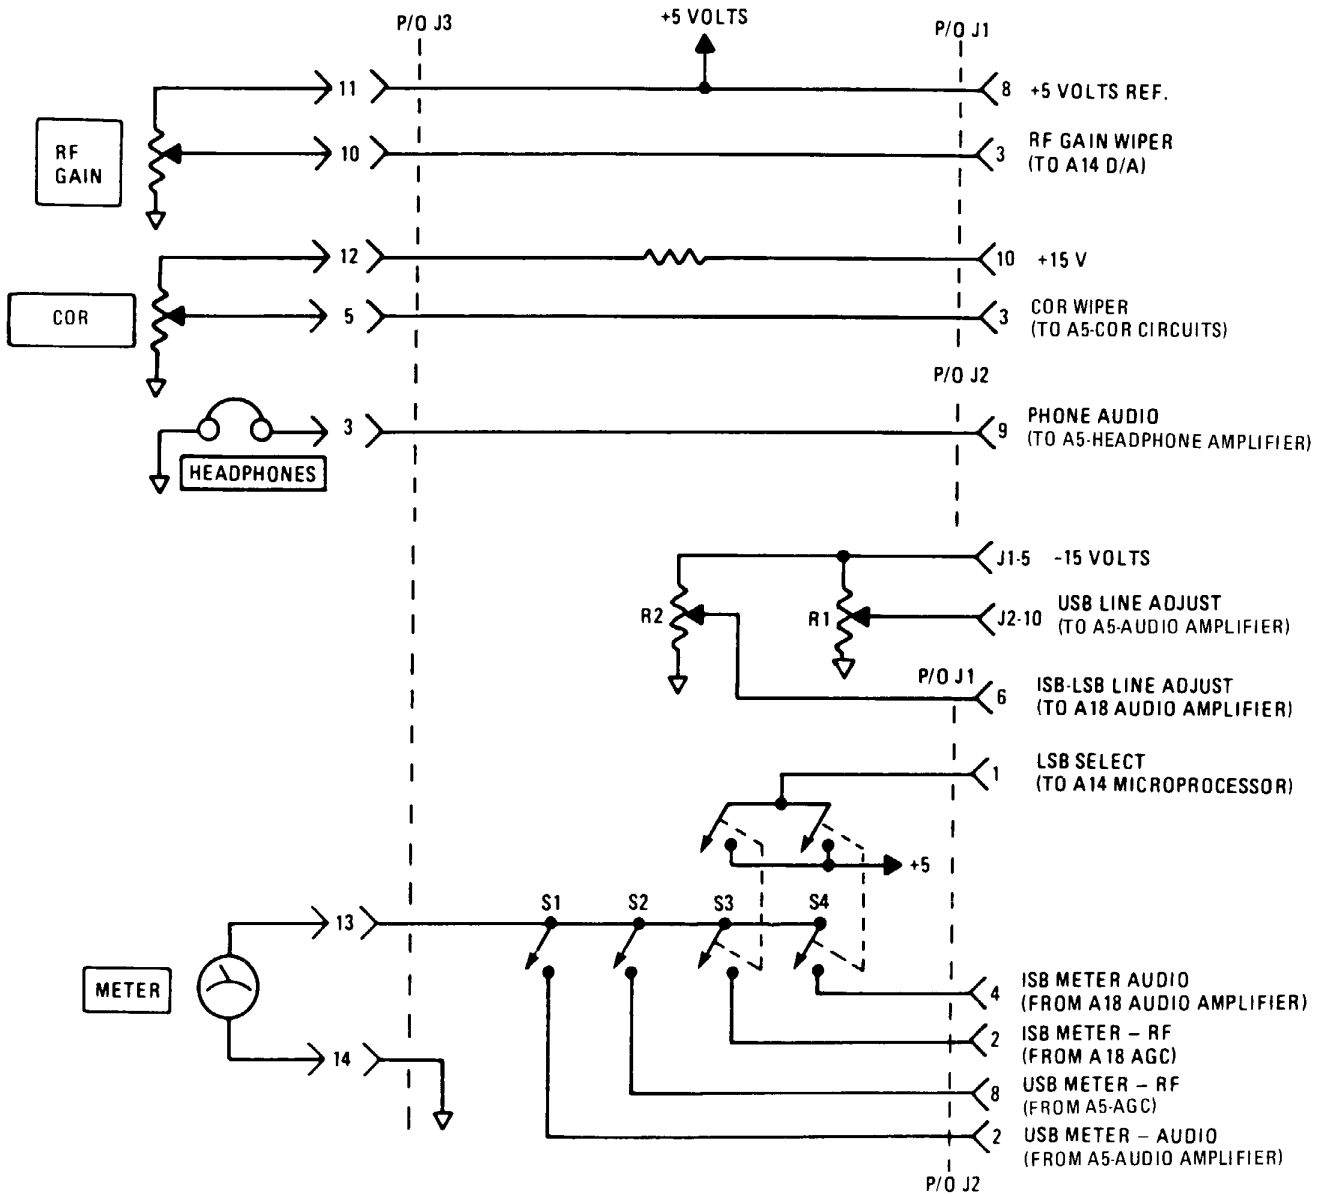 P/O J3
+5 VOLTS
P/O J1
11
8 +5 VOLTS REF.
RF
GAIN
10
3 RF GAIN WIPER
(TO A14 D/A)
12
10 +15 V
COR
5
3 COR WIPER
(TO A5-COR CIRCUITS)
P/O J2
3
9 PHONE AUDIO
(TO A5-HEADPHONE AMPLIFIER)
HEADPHONES
J1-5 -15 VOLTS
R2
R1
J2-10 USB LINE ADJUST
(TO A5-AUDIO AMPLIFIER)
P/O J1
6 ISB-LSB LINE ADJUST
(TO A18 AUDIO AMPLIFIER)
1 LSB SELECT
(TO A14 MICROPROCESSOR)
+5
13
S1 S2 S3 S4
METER
4 ISB METER AUDIO
(FROM A18 AUDIO AMPLIFIER)
2 ISB METER – RF
(FROM A18 AGC)
14
8 USB METER – RF
(FROM A5-AGC)
2 USB METER – AUDIO
(FROM A5-AUDIO AMPLIFIER)
P/O J2